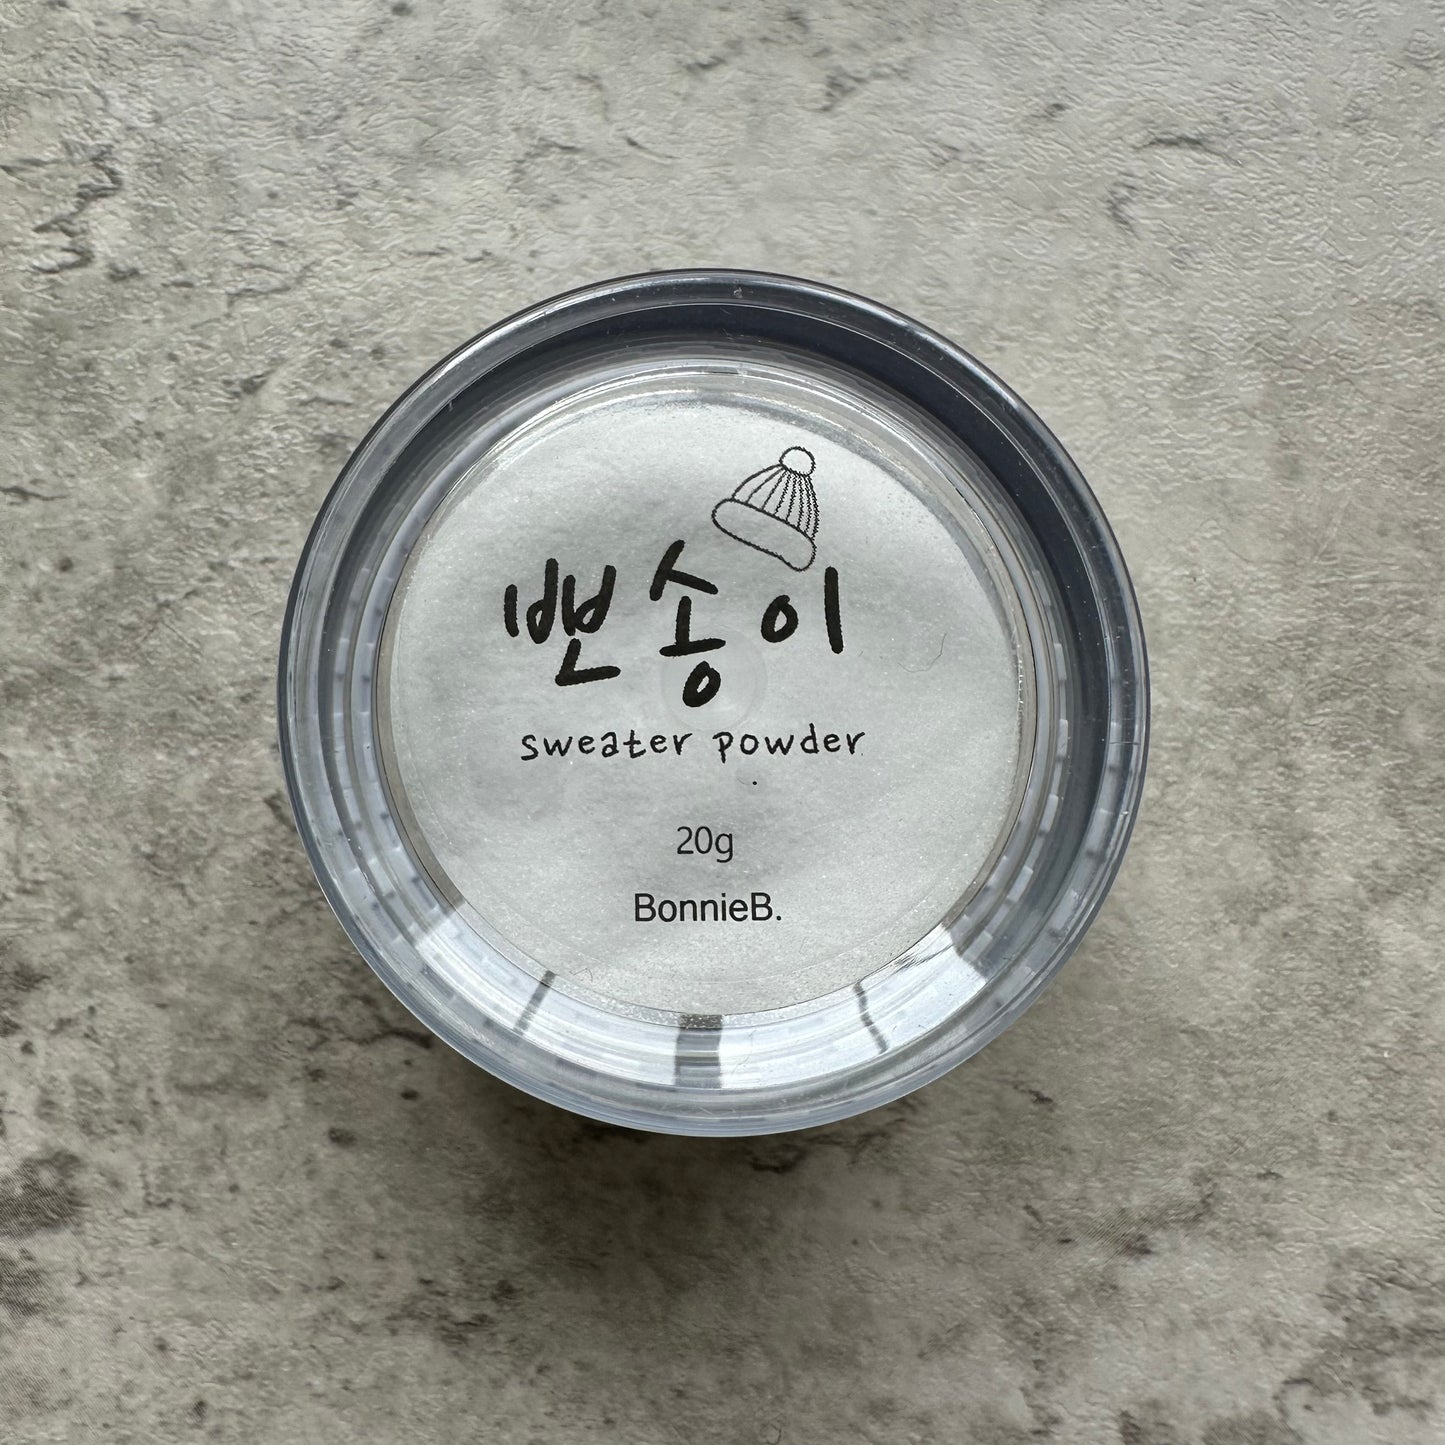 뽀송이
sweater powder
20g
BonnieB.